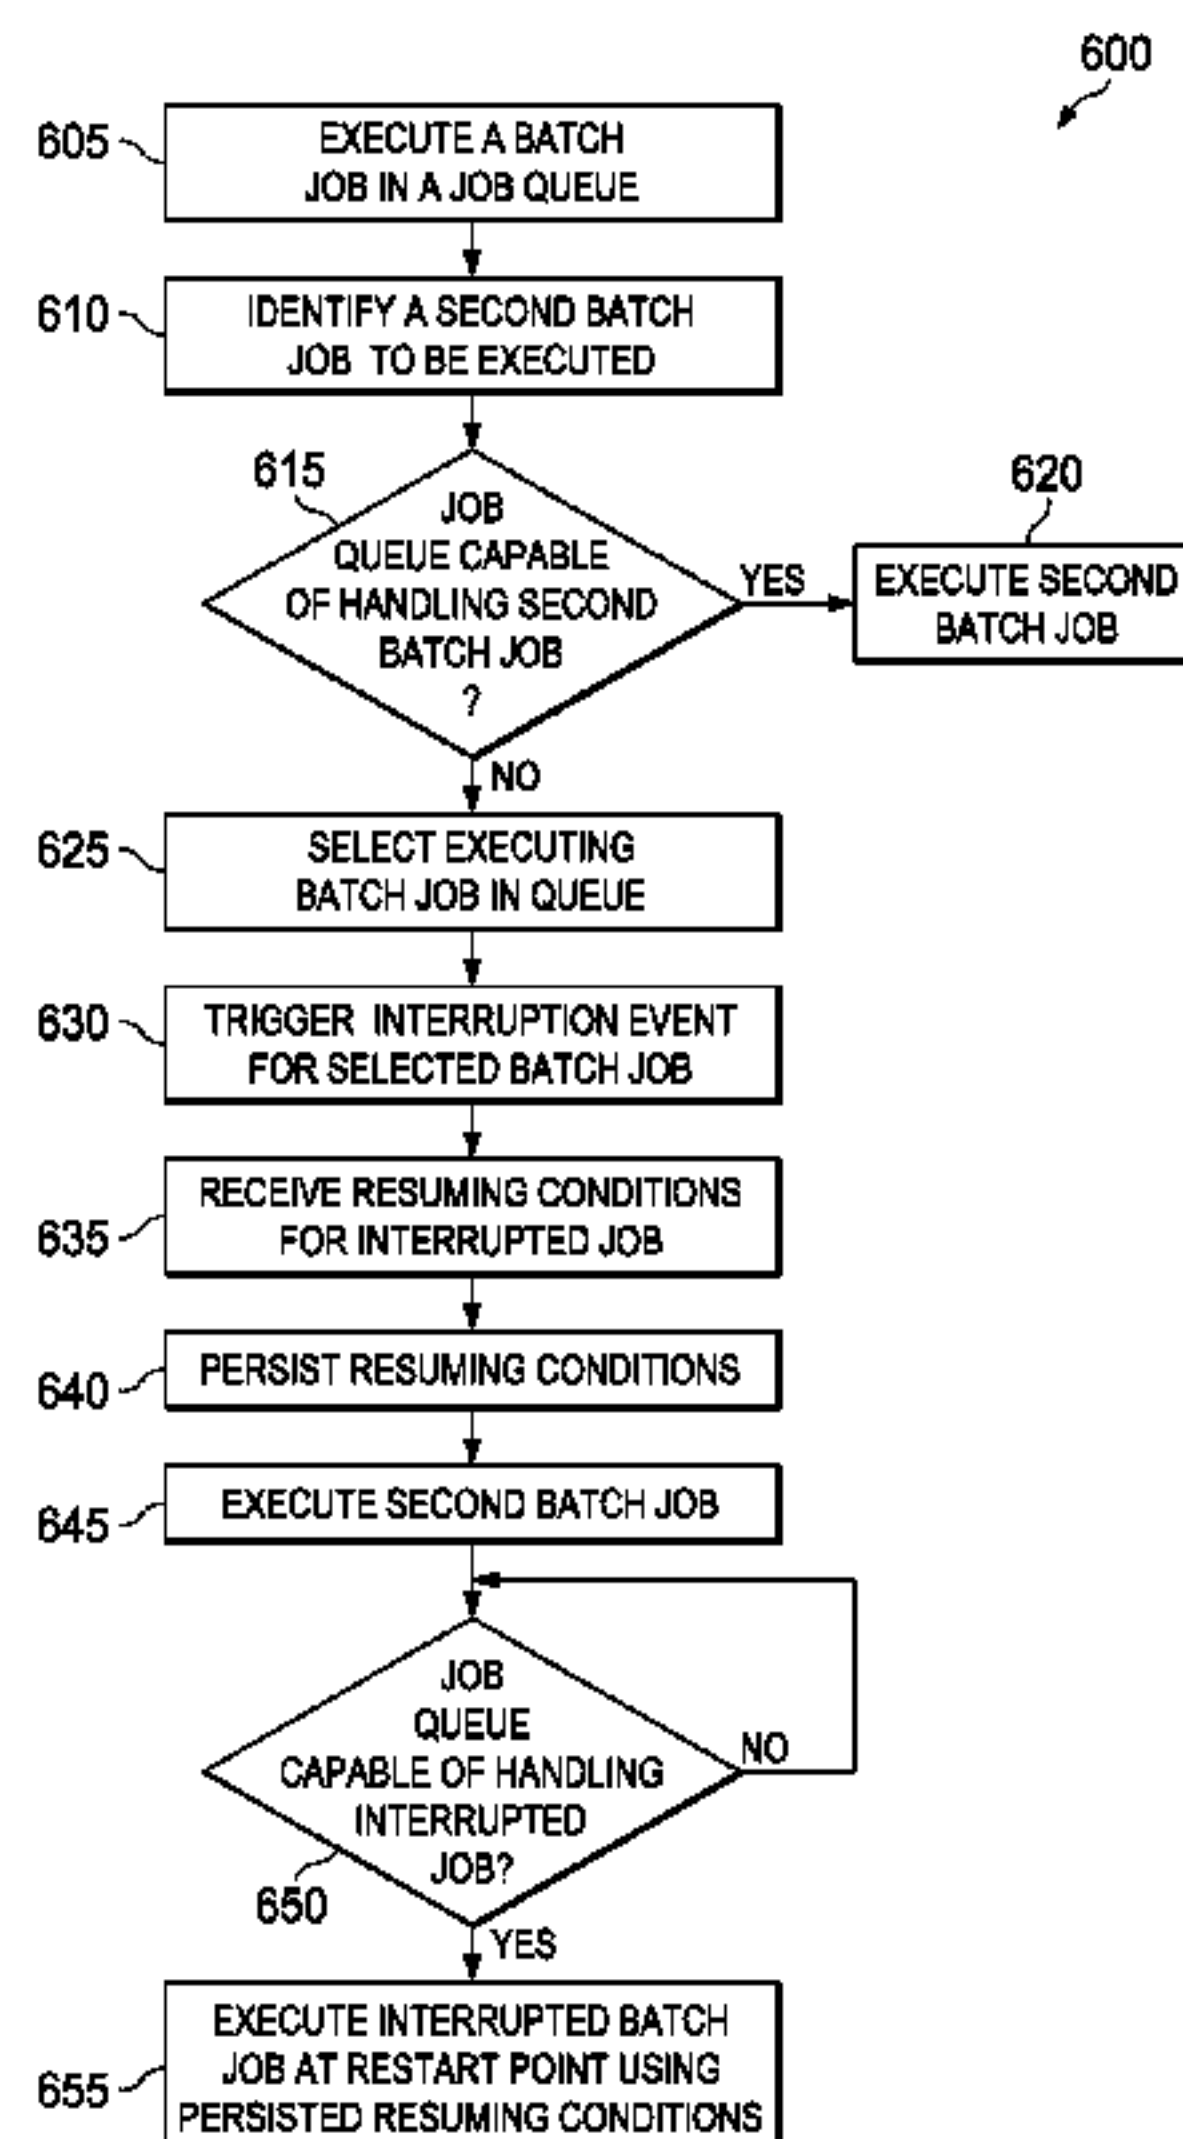 600
605
EXECUTE A BATCH
JOB IN A JOB QUEUE
610
IDENTIFY A SECOND BATCH
JOB TO BE EXECUTED
615
JOB
QUEUE CAPABLE
OF HANDLING SECOND
BATCH JOB
?
YES
620
EXECUTE SECOND
BATCH JOB
NO
625
SELECT EXECUTING
BATCH JOB IN QUEUE
630
TRIGGER INTERRUPTION EVENT
FOR SELECTED BATCH JOB
635
RECEIVE RESUMING CONDITIONS
FOR INTERRUPTED JOB
640
PERSIST RESUMING CONDITIONS
645
EXECUTE SECOND BATCH JOB
JOB
QUEUE
CAPABLE OF HANDLING
INTERRUPTED
JOB?
NO
650
YES
655
EXECUTE INTERRUPTED BATCH
JOB AT RESTART POINT USING
PERSISTED RESUMING CONDITIONS